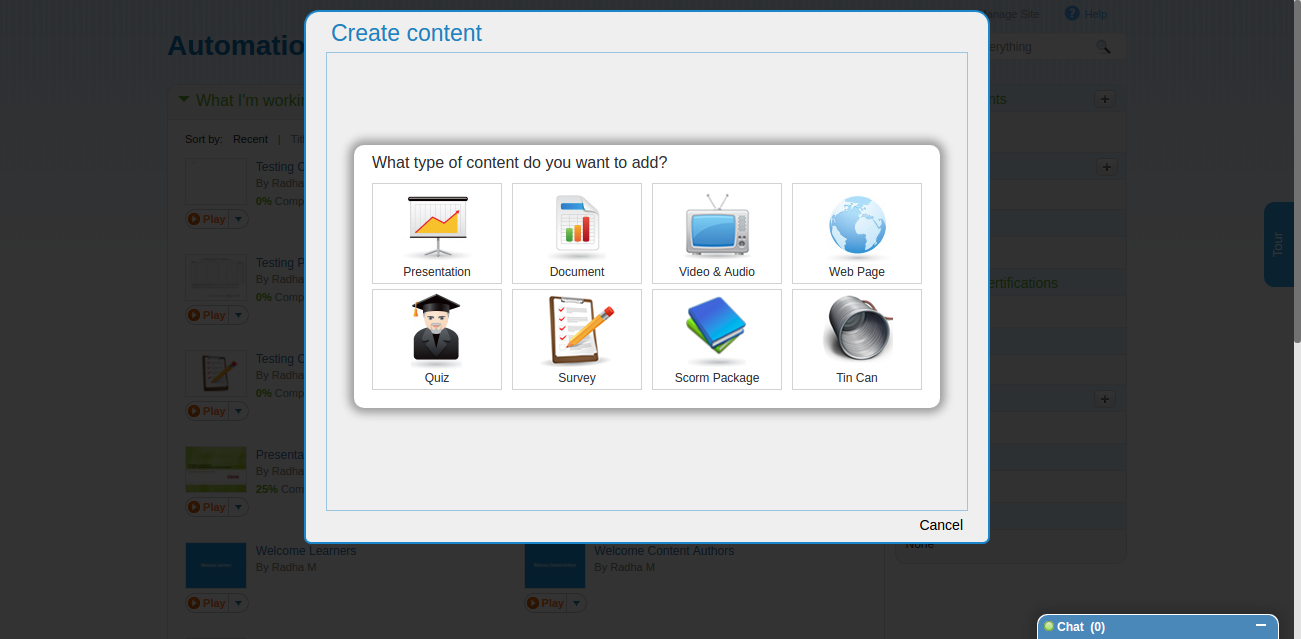 Create content
What type of content do you want to add?
Presentation
Document
Video & Audio
Web Page
Quiz
Survey
Scorm Package
Tin Can
Cancel
Automatio
Manage Site
Help
erything
What I'm workin
Sort by: Recent | Titl
Testing C
By Radha
0% Comp
Play
Testing P
By Radha
0% Comp
Play
Testing C
By Radha
0% Comp
Play
Presenta
By Radha
25% Com
Play
Welcome Learners
By Radha M
Play
Welcome Content Authors
By Radha M
Play
nts
ertifications
None
Tour
Chat (0)